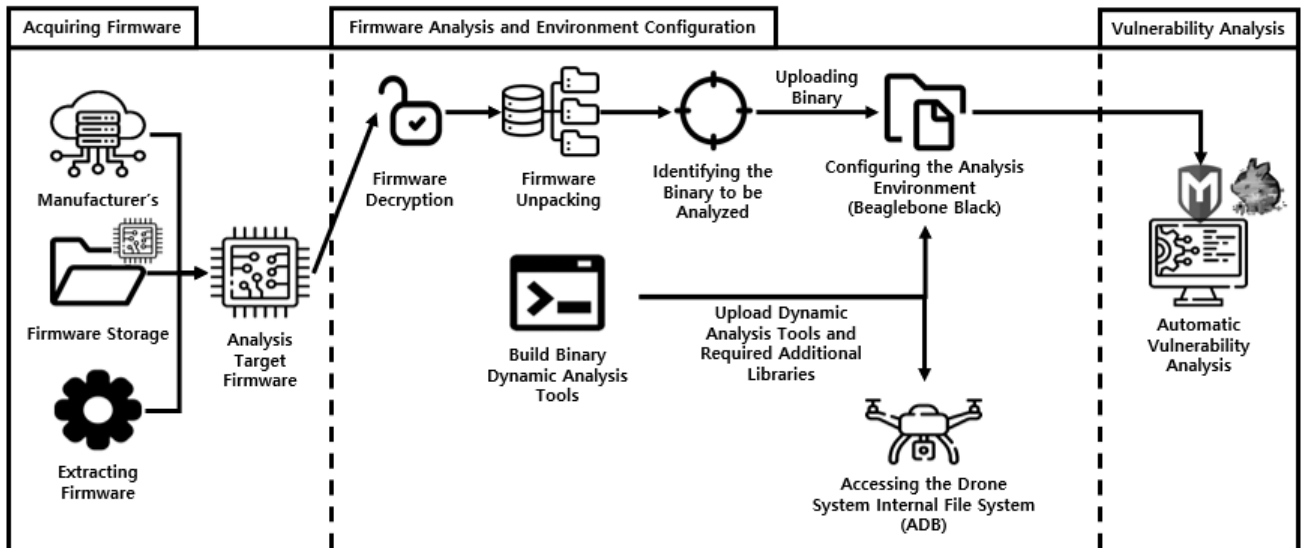 Acquiring Firmware
Firmware Analysis and Environment Configuration
Vulnerability Analysis
Manufacturer´s
Firmware Storage
Extracting
Firmware
Analysis
Target
Firmware
Firmware
Decryption
Firmware
Unpacking
Identifying the
Binary to be
Analyzed
Uploading
Binary
Configuring the Analysis
Environment
(Beaglebone Black)
Build Binary
Dynamic Analysis
Tools
Upload Dynamic
Analysis Tools and
Required Additional
Libraries
Accessing the Drone
System Internal File System
(ADB)
M
Automatic
Vulnerability
Analysis